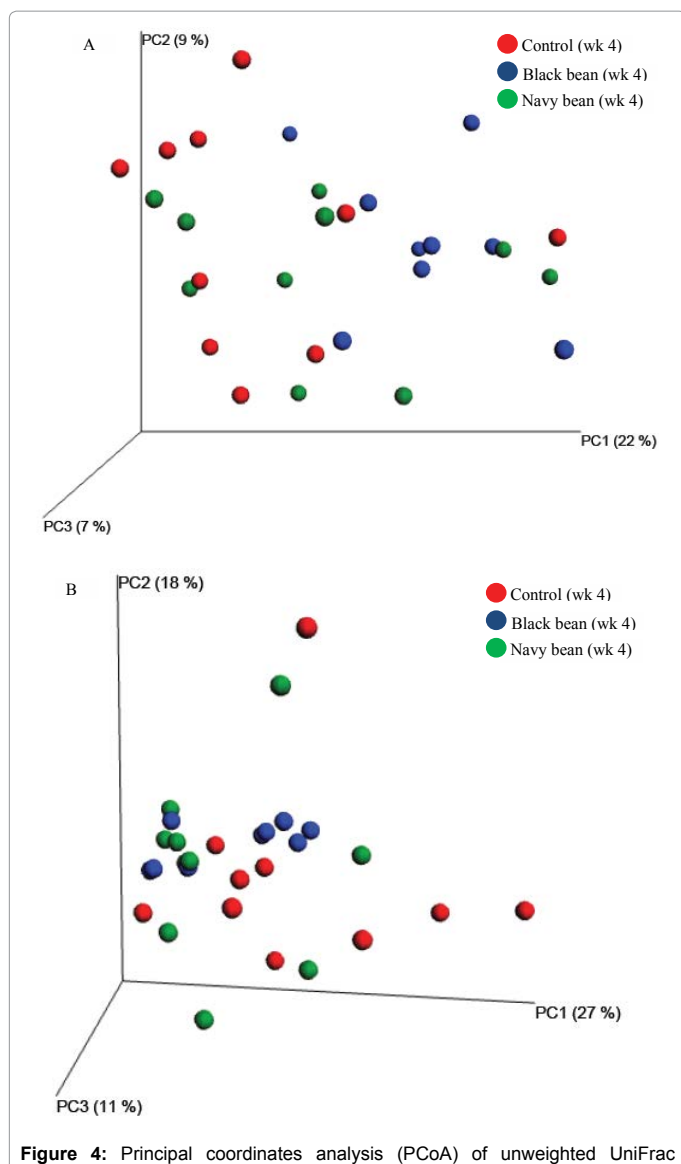 A
PC2 (9 %)
Control (wk 4)
Black bean (wk 4)
Navy bean (wk 4)
PC1 (22 %)
PC3 (7 %)
B
PC2 (18 %)
Control (wk 4)
Black bean (wk 4)
Navy bean (wk 4)
PC1 (27 %)
PC3 (11 %)
Figure 4: Principal coordinates analysis (PCoA) of unweighted UniFrac